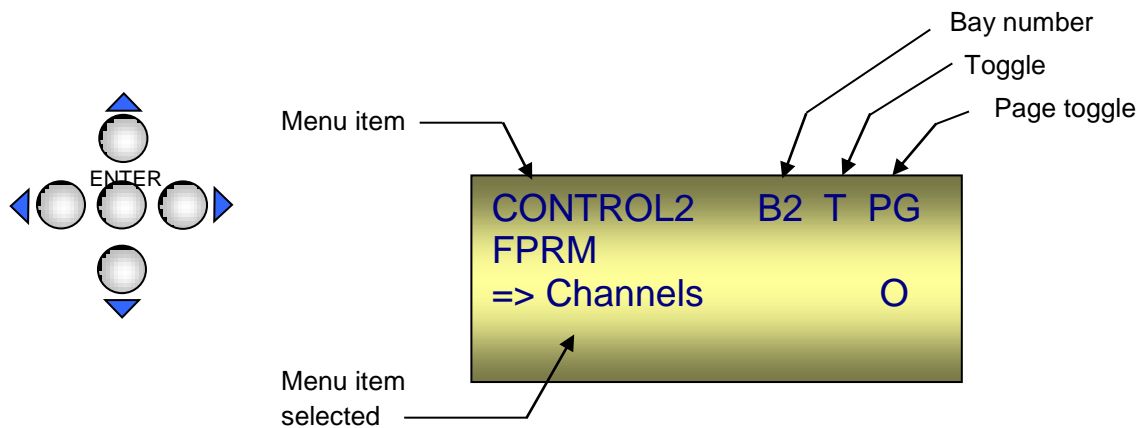 Bay number
Toggle
Page toggle
Menu item
ENTER
CONTROL2 B2 T PG
FPRM
=> Channels O
Menu item
selected